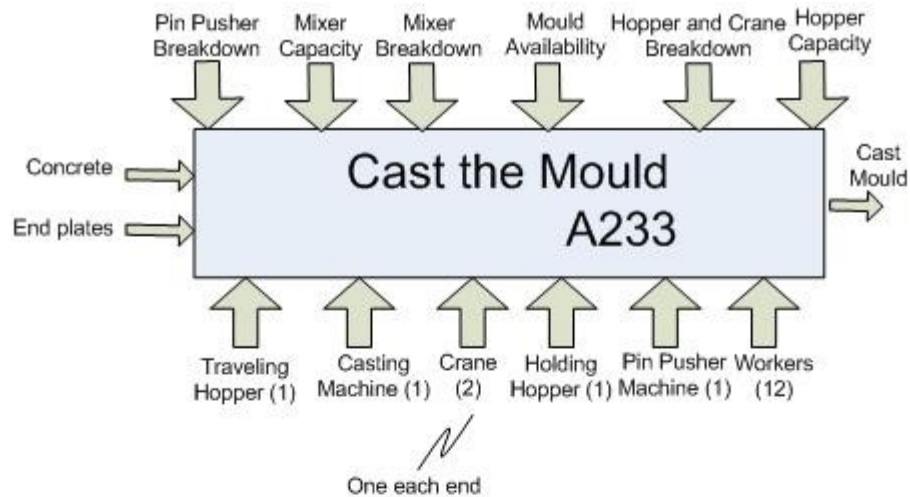 Pin Pusher
Breakdown
Mixer
Capacity
Mixer
Breakdown
Mould
Availability
Hopper and Crane
Breakdown
Hopper
Capacity
Concrete
End plates
Cast the Mould
A233
Cast
Mould
Traveling
Hopper (1)
Casting
Machine (1)
Crane
(2)
Holding
Hopper (1)
Pin Pusher
Machine (1)
Workers
(12)
One each end